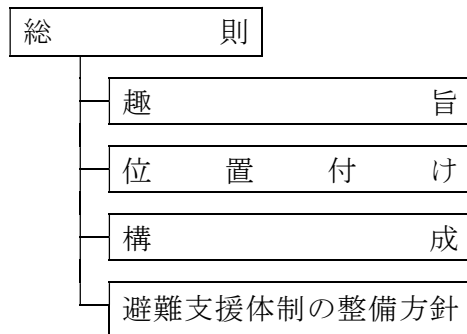 総則
趣旨
位置付け
構成
避難支援体制の整備方針